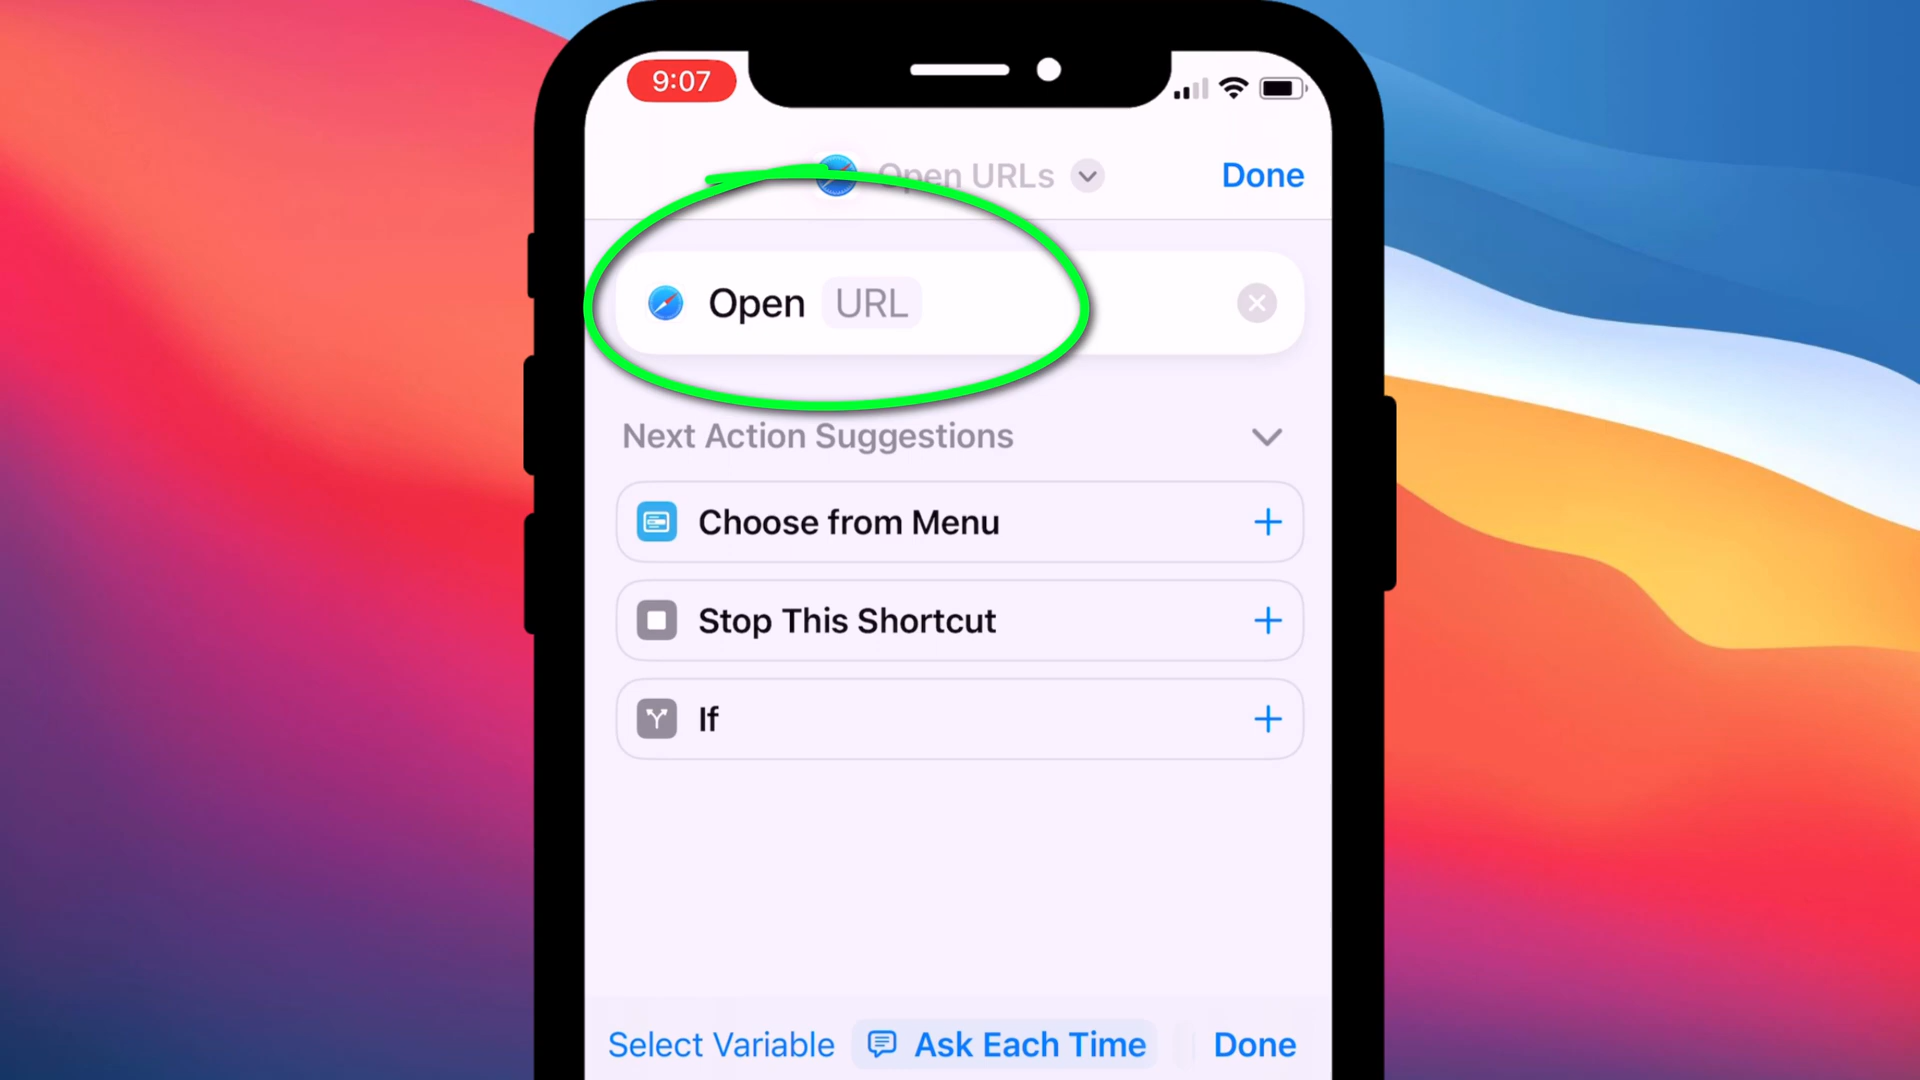 9:07
Open URLs
Done
Open URL
Next Action Suggestions
Choose from Menu
Stop This Shortcut
If
Select Variable
Ask Each Time
Done